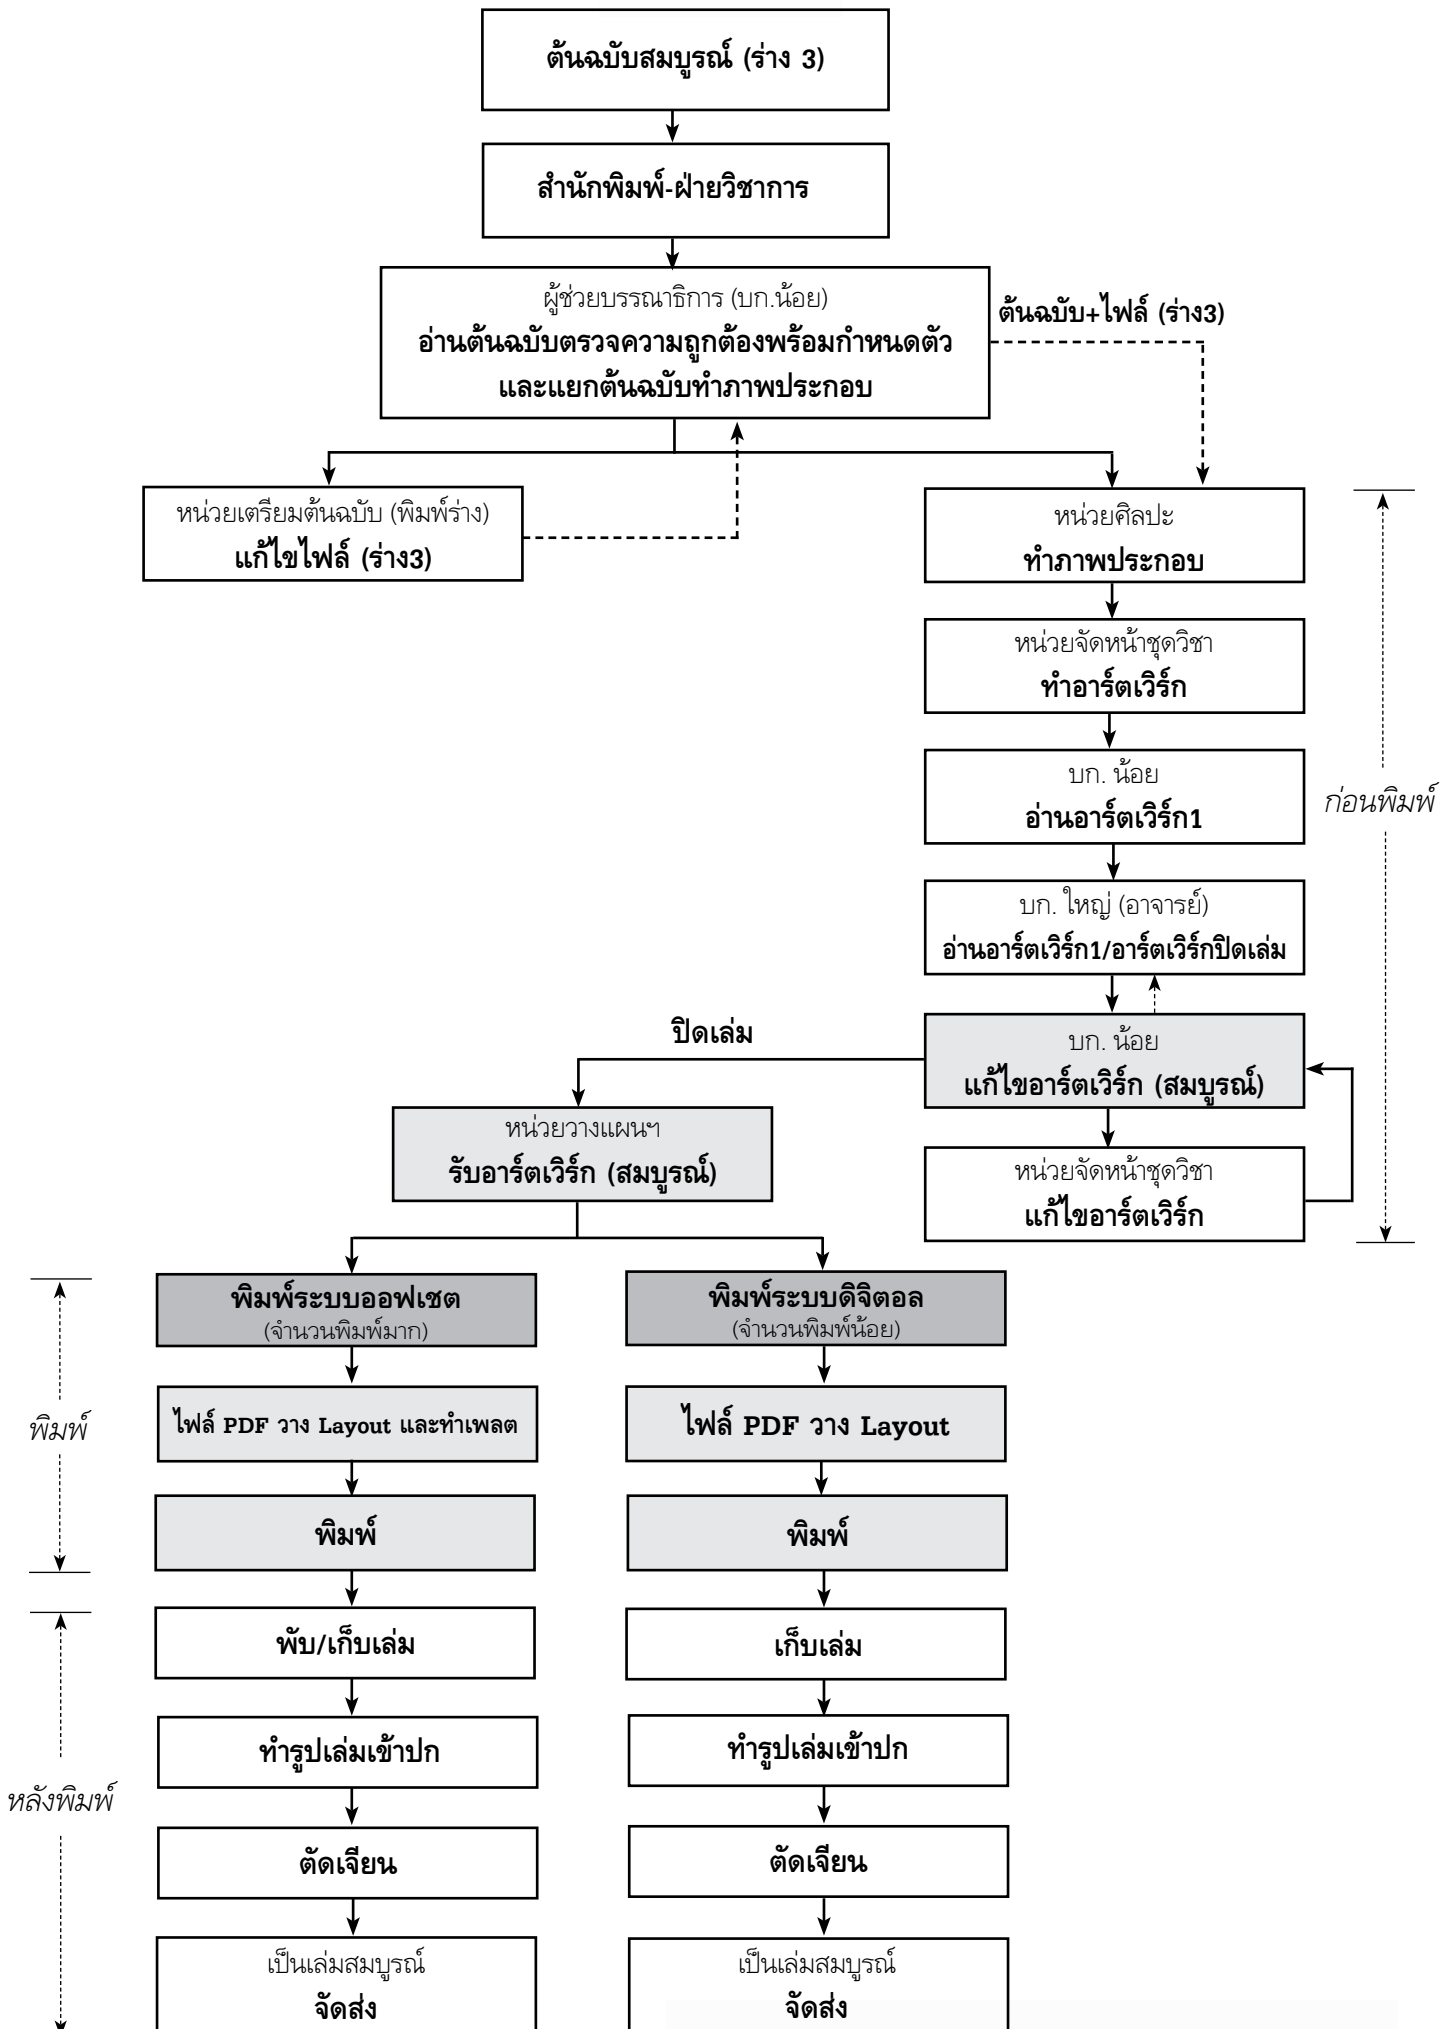 ต้นฉบับสมบูรณ์ (ร่าง 3)
สำนักพิมพ์-ฝ่ายวิชาการ
ผู้ช่วยบรรณาธิการ (บก.น้อย)
อ่านต้นฉบับตรวจความถูกต้องพร้อมกำหนดตัว
และแยกต้นฉบับทำภาพประกอบ
ต้นฉบับ+ไฟล์ (ร่าง3)
หน่วยเตรียมต้นฉบับ (พิมพ์ร่าง)
แก้ไขไฟล์ (ร่าง3)
หน่วยศิลปะ
ทำภาพประกอบ
หน่วยจัดหน้าชุดวิชา
ทำอาร์ตเวิร์ก
บก. น้อย
อ่านอาร์ตเวิร์ก1
ก่อนพิมพ์
บก. ใหญ่ (อาจารย์)
อ่านอาร์ตเวิร์ก1/อาร์ตเวิร์กปิดเล่ม
ปิดเล่ม
บก. น้อย
แก้ไขอาร์ตเวิร์ก (สมบูรณ์)
หน่วยวางแผนฯ
รับอาร์ตเวิร์ก (สมบูรณ์)
หน่วยจัดหน้าชุดวิชา
แก้ไขอาร์ตเวิร์ก
พิมพ์ระบบออฟเซต
(จำนวนพิมพ์มาก)
พิมพ์ระบบดิจิตอล
(จำนวนพิมพ์น้อย)
พิมพ์
ไฟล์ PDF วาง Layout และทำเพลต
ไฟล์ PDF วาง Layout
พิมพ์
พิมพ์
พับ/เก็บเล่ม
เก็บเล่ม
ทำรูปเล่มเข้าปก
ทำรูปเล่มเข้าปก
หลังพิมพ์
ตัดเจียน
ตัดเจียน
เป็นเล่มสมบูรณ์
จัดส่ง
เป็นเล่มสมบูรณ์
จัดส่ง